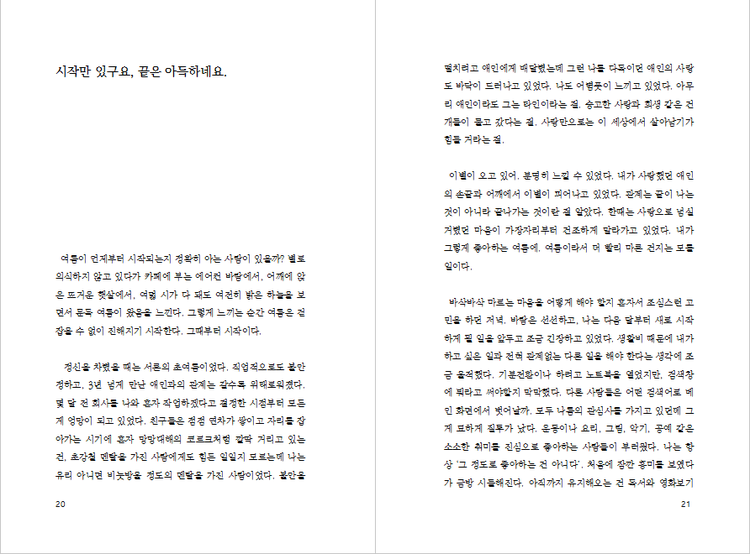 시작만 있구요, 끝은 아득하네요.
여름이 언제부터 시작되는지 정확히 아는 사람이 있을까? 별로
의식하지 않고 있다가 카페에 부는 에어컨 바람에서, 어깨에 앉
은 뜨거운 햇살에서, 여덟 시가 다 돼도 여전히 밝은 하늘을 보
면서 문득 여름이 왔음을 느낀다. 그렇게 느끼는 순간 여름은 걷
잡을 수 없이 진해지기 시작한다. 그때부터 시작이다.
정신을 차렸을 때는 서른의 초여름이었다. 직업적으로도 불안
정하고, 3년 넘게 만난 애인과의 관계는 갈수록 위태로워졌다.
몇 달 전 회사를 나와 혼자 작업하겠다고 결정한 시점부터 모든
게 엉망이 되고 있었다. 친구들은 점점 연차가 쌓이고 자리를 잡
아가는 시기에 혼자 망망대해의 코르크처럼 깔딱 거리고 있는
건, 초강철 멘탈을 가진 사람에게도 힘든 일일지 모르는데 나는
유리 아니면 비눗방울 정도의 멘탈을 가진 사람이었다. 불안을
20
떨치려고 애인에게 매달렸는데 그런 나를 다독이던 애인의 사랑
도 바닥이 드러나고 있었다. 나도 어렴풋이 느끼고 있었다. 아무
리 애인이라도 그는 타인이라는 걸. 숭고한 사랑과 희생 같은 건
개들이 물고 갔다는 걸. 사랑만으로는 이 세상에서 살아남기가
힘들 거라는 걸.
이별이 오고 있어. 분명히 느낄 수 있었다. 내가 사랑했던 애인
의 손끝과 어깨에서 이별이 피어나고 있었다. 관계는 끝이 나는
것이 아니라 끝나가는 것이란 걸 알았다. 한때는 사랑으로 넘실
거렸던 마음이 가장자리부터 건조하게 말라가고 있었다. 내가
그렇게 좋아하는 여름에. 여름이라서 더 빨리 마른 건지는 모를
일이다.
바삭바삭 마르는 마음을 어떻게 해야 할지 혼자서 조심스런 고
민을 하던 저녁. 바람은 선선하고, 나는 다음 달부터 새로 시작
하게 될 일을 앞두고 조금 긴장하고 있었다. 생활비 때문에 내가
하고 싶은 일과 전혀 관계없는 다른 일을 해야 한다는 생각에 조
금 울적했다. 기분전환이나 하려고 노트북을 열었지만, 검색창
에 뭐라고 써야할지 막막했다. 다른 사람들은 어떤 검색어로 메
인 화면에서 벗어날까. 모두 나름의 관심사를 가지고 있던데 그
게 묘하게 질투가 났다. 운동이나 요리, 그림, 악기, 공예 같은
소소한 취미를 진심으로 좋아하는 사람들이 부러웠다. 나는 항
상 '그 정도로 좋아하는 건 아니다'. 처음에 잠깐 흥미를 보였다
가 금방 시들해진다. 아직까지 유지해오는 건 독서와 영화보기
21